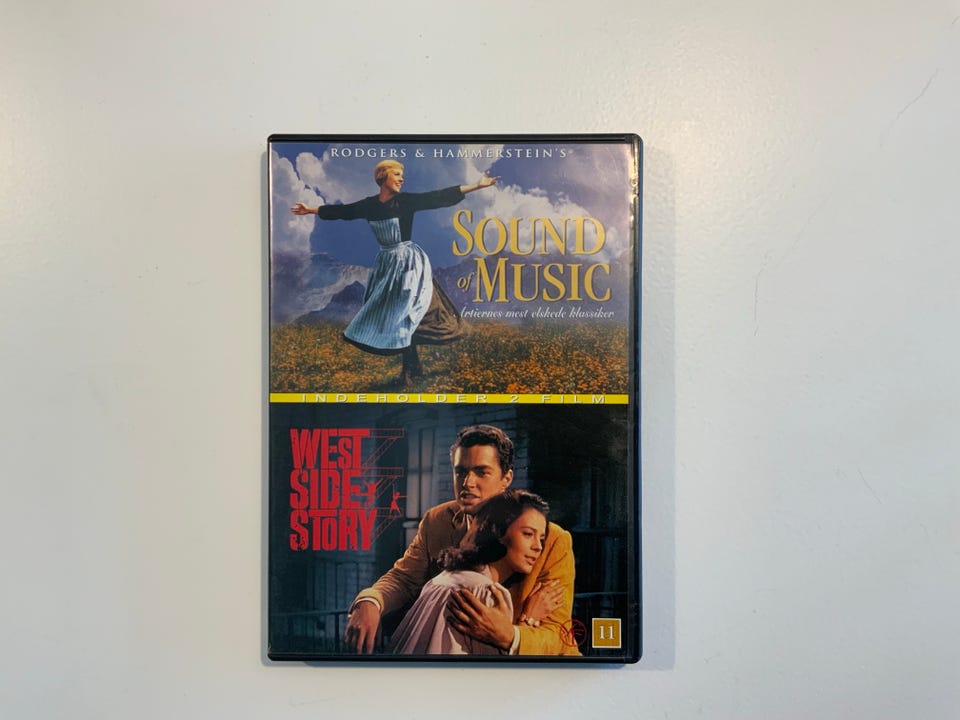 RODGERS & HAMMERSTEIN'S®
SOUND
of MUSIC
Årtiernes mest elskede klassiker
INDEHOLDER 2 FILM
WEST
SIDE
STORY
11